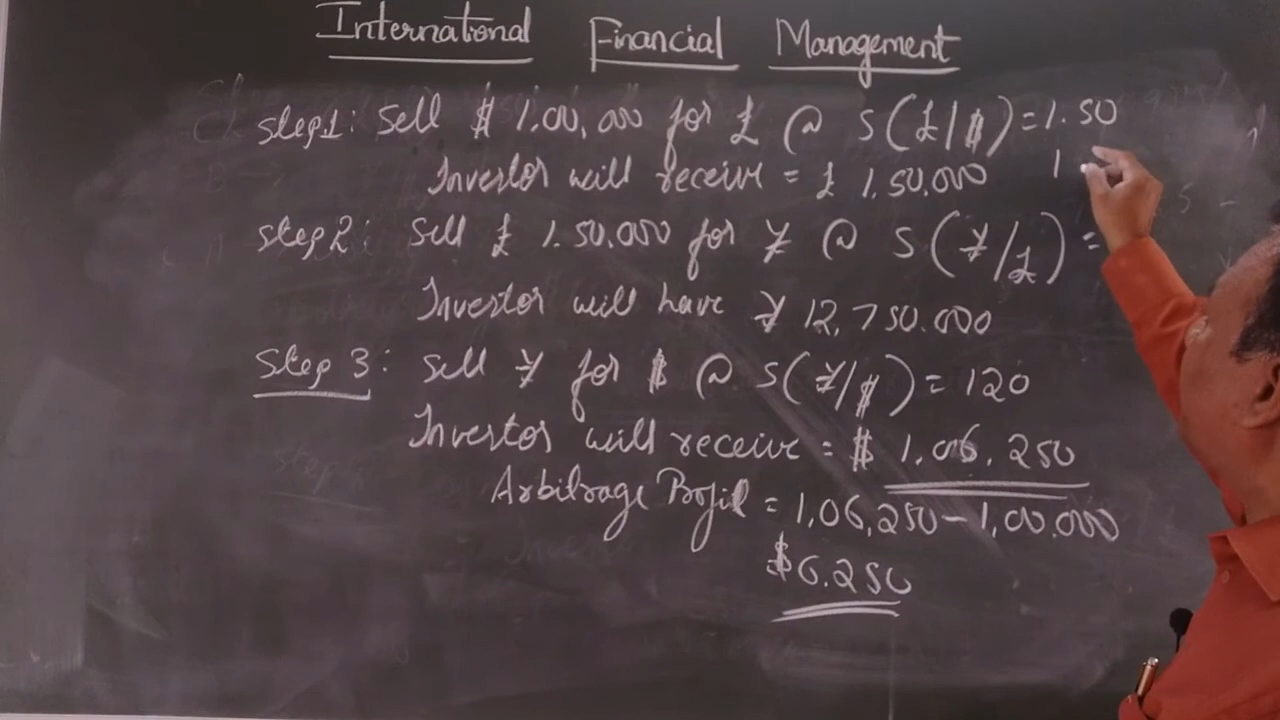 International Financial Management
Step1: Sell $ 1,00,000 for £ @ S(£/$) = 1.50
Investor will receive = £ 1,50,000
Step2: Sell £ 1.50.000 for ¥ @ S(¥/£) =
Investor will have ¥ 12,750.000
Step 3: Sell ¥ for $ @ S(¥/$) = 120
Investor will receive = $ 1,06,250
Arbitrage Profit = 1,06,250 - 1,00.000
$6.250